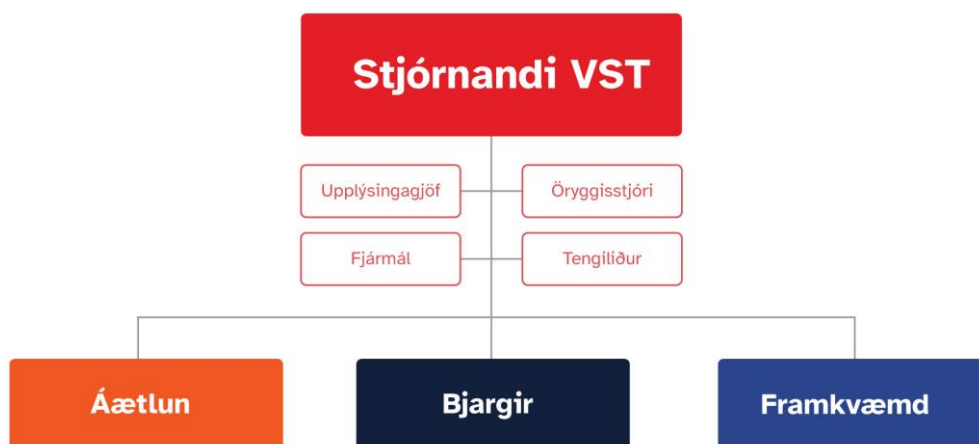 Stjórnandi VST
Upplýsingagjöf
Öryggisstjóri
Fjármál
Tengiliður
Áætlun
Bjargir
Framkvæmd